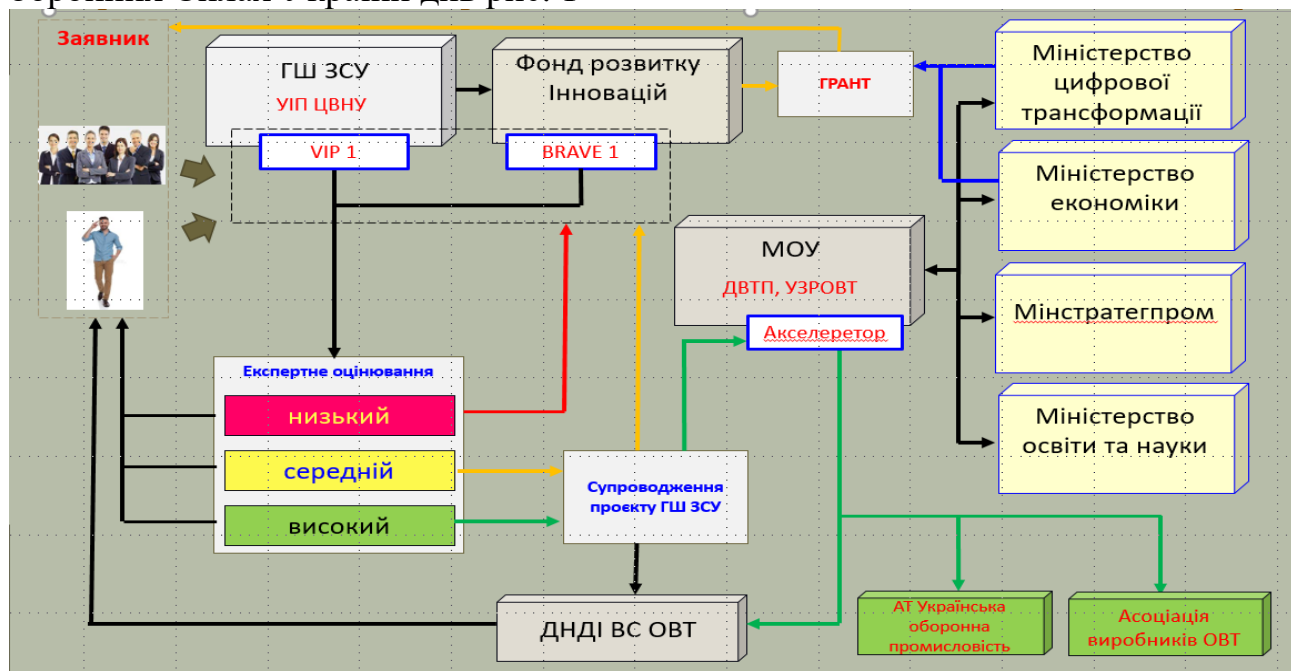 Заявник
ГШ ЗСУ
УІП ЦВНУ
VIP 1
Фонд розвитку
Інновацій
BRAVE 1
ГРАНТ
Міністерство
цифрової
трансформації
Міністерство
економіки
МОУ
ДВТП, УЗРОВТ
Акселеретор
Мінстратегпром
Міністерство
освіти та науки
Експертне оцінювання
низький
середній
високий
Супроводження
проєкту ГШ ЗСУ
ДНДІ ВС ОВТ
АТ Українська
оборонна
промисловість
Асоціація
виробників ОВТ